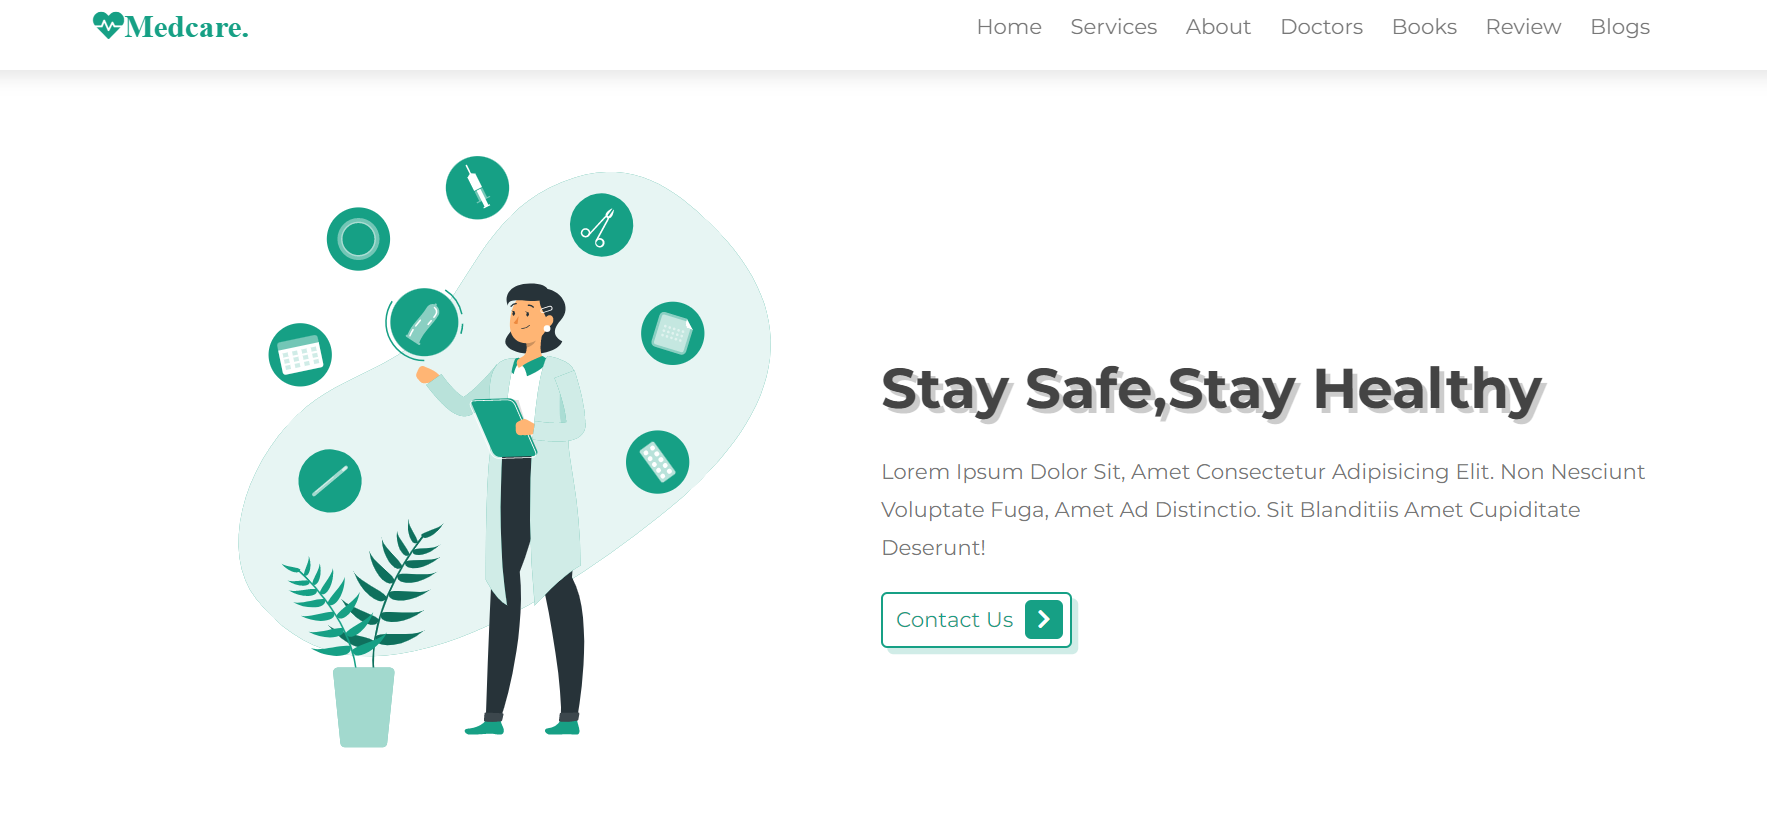 Medcare.
Home Services About Doctors Books Review Blogs
Stay Safe,Stay Healthy
Lorem Ipsum Dolor Sit, Amet Consectetur Adipisicing Elit. Non Nesciunt
Voluptate Fuga, Amet Ad Distinctio. Sit Blanditiis Amet Cupiditate
Deserunt!
Contact Us